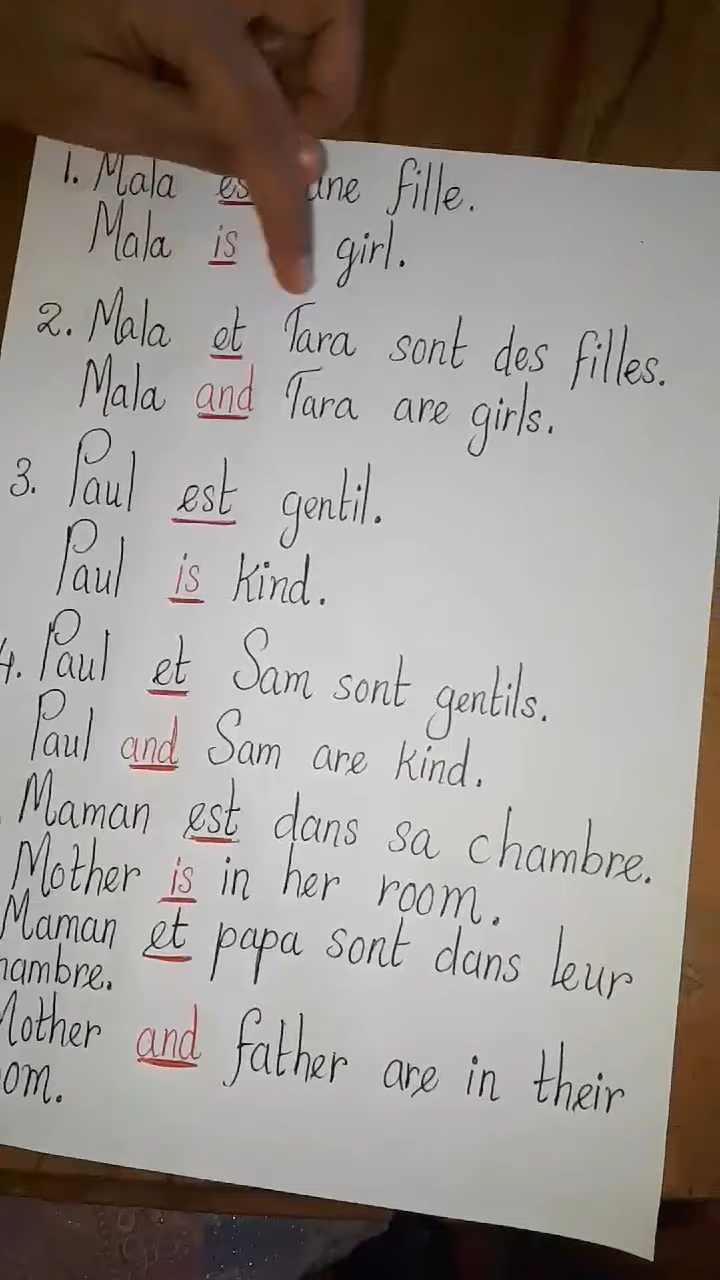 1. Mala es une fille.
Mala is girl.
2. Mala et Tara sont des filles.
Mala and Tara are girls.
3. Paul est gentil.
Paul is kind.
4. Paul et Sam sont gentils.
Paul and Sam are kind.
Maman est dans sa chambre.
Mother is in her room.
Maman et papa sont dans leur
hambre.
Mother and father are in their
om.